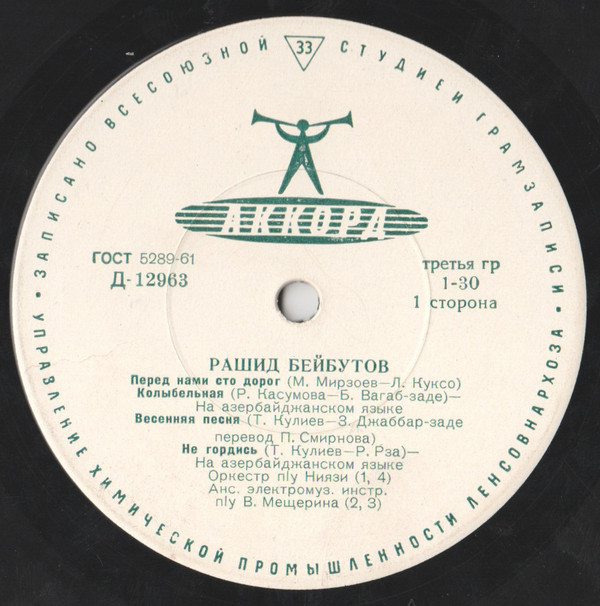 • ЗАПИСАНО ВСЕСОЮЗНОЙ СТУДИЕЙ ГРАМЗАПИСИ •
33
АККОРД
ГОСТ 5289-61
Д-12963
третья гр
1-30
1 сторона
РАШИД БЕЙБУТОВ
Перед нами сто дорог (М. Мирзоев—Л. Куксо)
Колыбельная (Р. Касумова—Б. Вагаб-заде)—
На азербайджанском языке
Весенняя песня (Т. Кулиев—З. Джаббар-заде
перевод П. Смирнова)
Не гордись (Т. Кулиев—Р. Рза)—
На азербайджанском языке
Оркестр п/у Ниязи (1, 4)
Анс. электромуз. инстр.
п/у В. Мещерина (2, 3)
УПРАВЛЕНИЕ ХИМИЧЕСКОЙ ПРОМЫШЛЕННОСТИ ЛЕНСОВНАРХОЗА